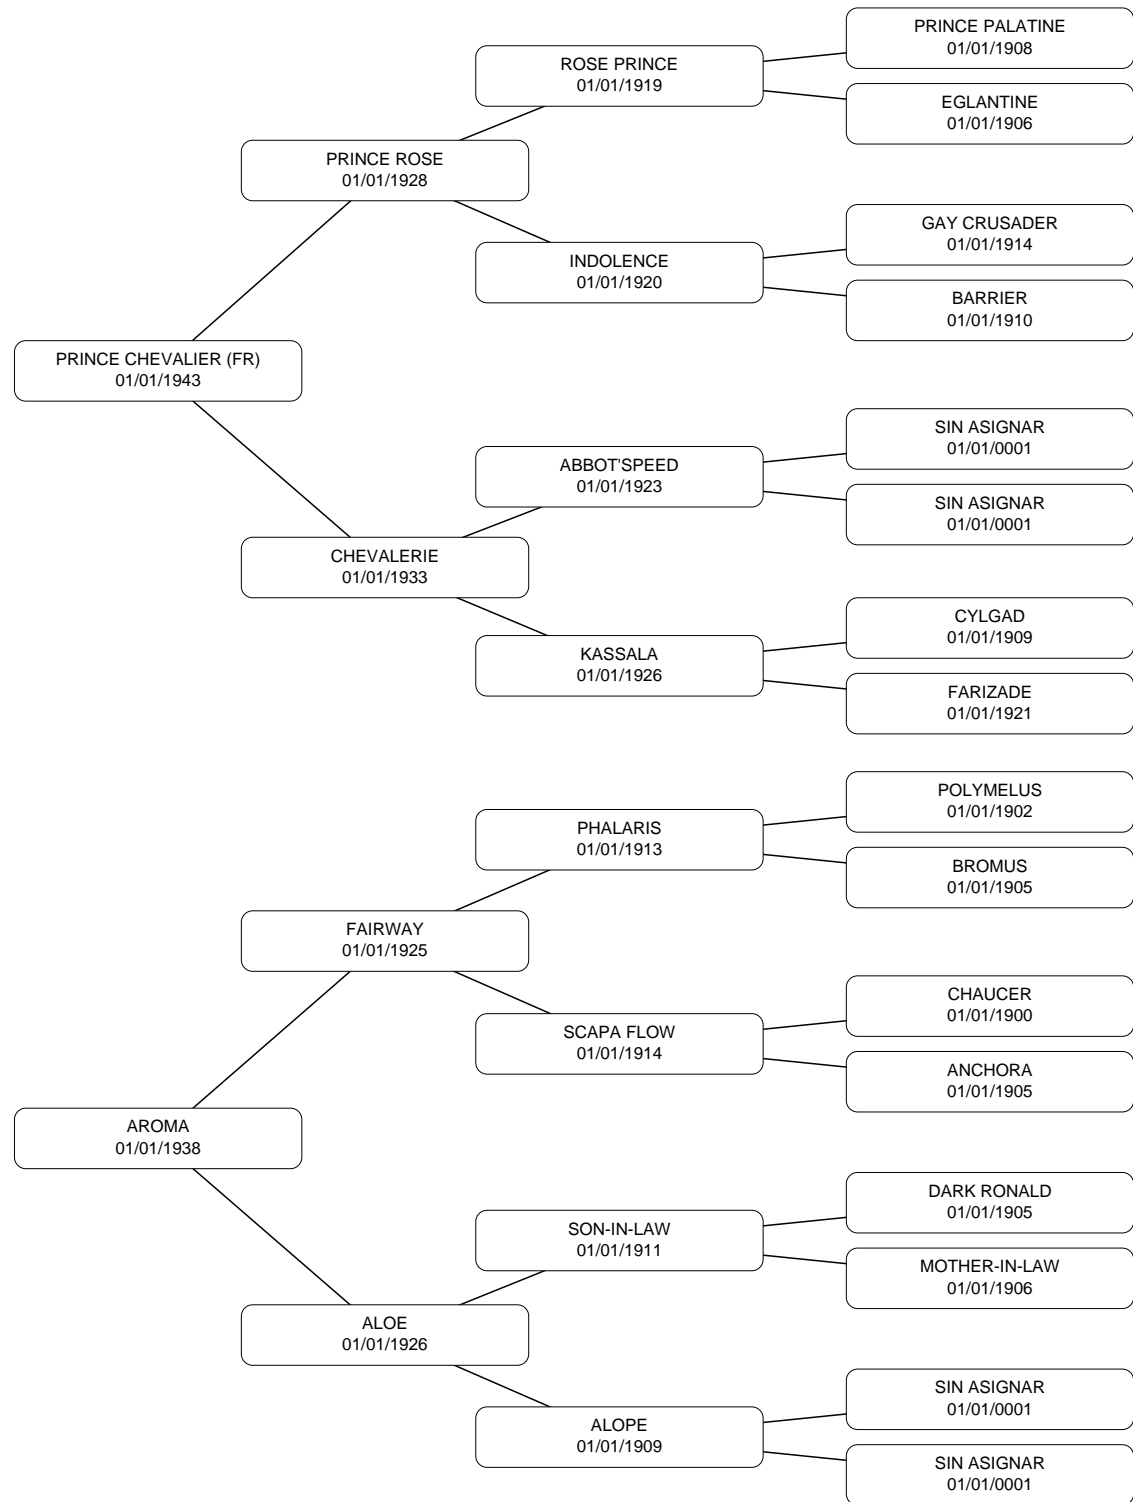 PRINCE PALATINE
01/01/1908
ROSE PRINCE
01/01/1919
EGLANTINE
01/01/1906
PRINCE ROSE
01/01/1928
GAY CRUSADER
01/01/1914
INDOLENCE
01/01/1920
BARRIER
01/01/1910
PRINCE CHEVALIER (FR)
01/01/1943
SIN ASIGNAR
01/01/0001
ABBOT'SPEED
01/01/1923
SIN ASIGNAR
01/01/0001
CHEVALERIE
01/01/1933
CYLGAD
01/01/1909
KASSALA
01/01/1926
FARIZADE
01/01/1921
POLYMELUS
01/01/1902
PHALARIS
01/01/1913
BROMUS
01/01/1905
FAIRWAY
01/01/1925
CHAUCER
01/01/1900
SCAPA FLOW
01/01/1914
ANCHORA
01/01/1905
AROMA
01/01/1938
DARK RONALD
01/01/1905
SON-IN-LAW
01/01/1911
MOTHER-IN-LAW
01/01/1906
ALOE
01/01/1926
SIN ASIGNAR
01/01/0001
ALOPE
01/01/1909
SIN ASIGNAR
01/01/0001